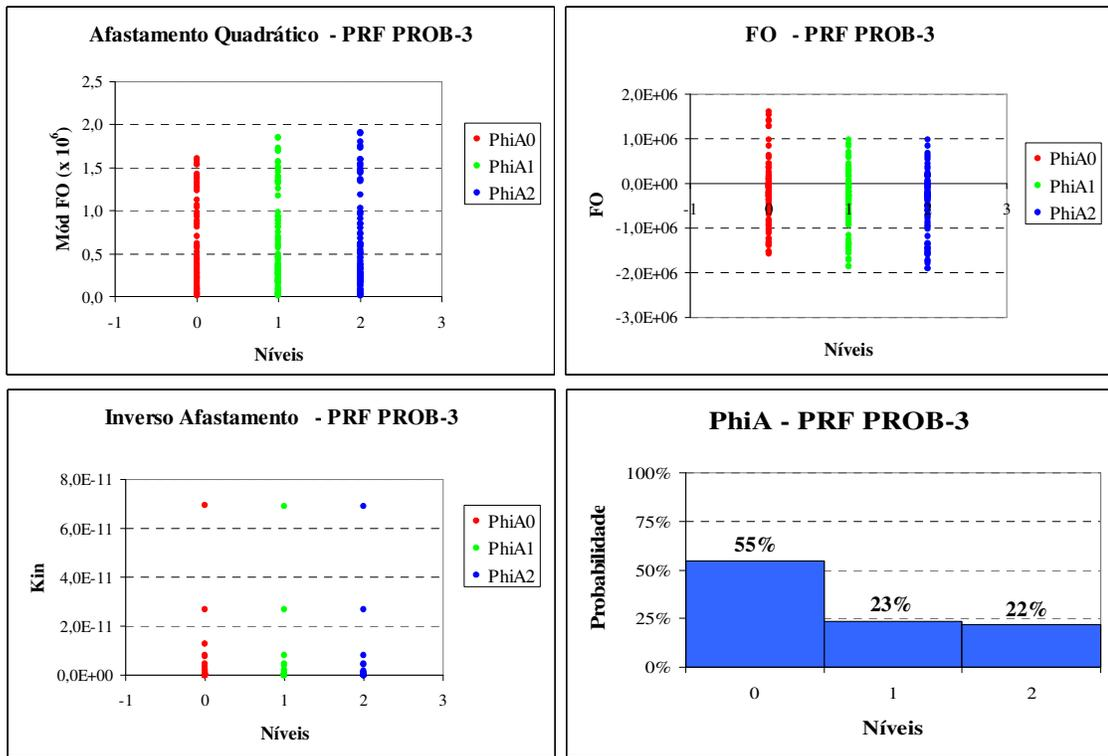 Afastamento Quadrático - PRF PROB-3
Mód FO (x 10⁶)
2,5
2,0
1,5
1,0
0,5
0,0
-1
0
1
2
3
Níveis
PhiA0
PhiA1
PhiA2
FO - PRF PROB-3
FO
2,0E+06
1,0E+06
0,0E+00
-1,0E+06
-2,0E+06
-3,0E+06
-1
0
1
2
3
Níveis
PhiA0
PhiA1
PhiA2
Inverso Afastamento - PRF PROB-3
Kin
8,0E-11
6,0E-11
4,0E-11
2,0E-11
0,0E+00
-1
0
1
2
3
Níveis
PhiA0
PhiA1
PhiA2
PhiA - PRF PROB-3
Probabilidade
100%
75%
50%
25%
0%
55%
23%
22%
0
1
2
Níveis